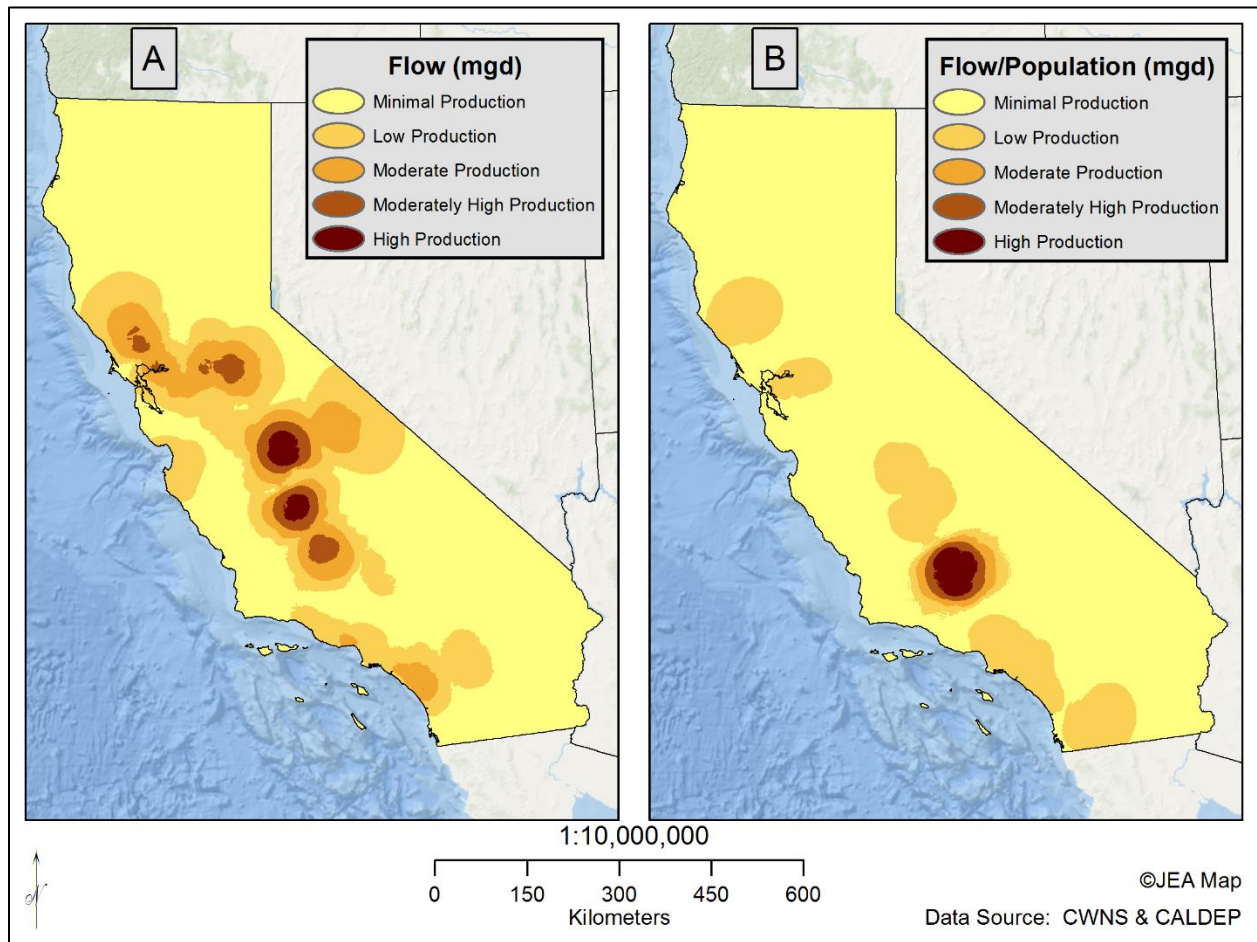 A
Flow (mgd)
Minimal Production
Low Production
Moderate Production
Moderately High Production
High Production
B
Flow/Population (mgd)
Minimal Production
Low Production
Moderate Production
Moderately High Production
High Production
1:10,000,000
0 150 300 450 600
Kilometers
N
©JEA Map
Data Source: CWNS & CALDEP